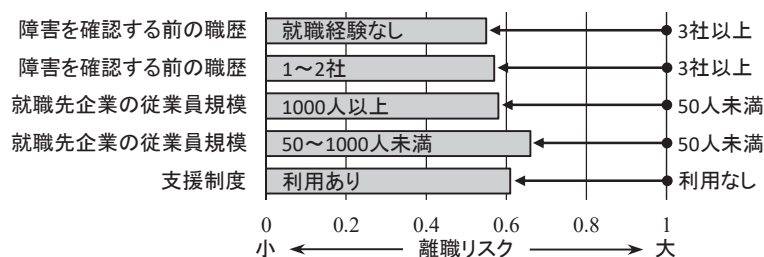 障害を確認する前の職歴 就職経験なし 3社以上
障害を確認する前の職歴 1～2社 3社以上
就職先企業の従業員規模 1000人以上 50人未満
就職先企業の従業員規模 50～1000人未満 50人未満
支援制度 利用あり 利用なし
0 0.2 0.4 0.6 0.8 1
小 離職リスク 大